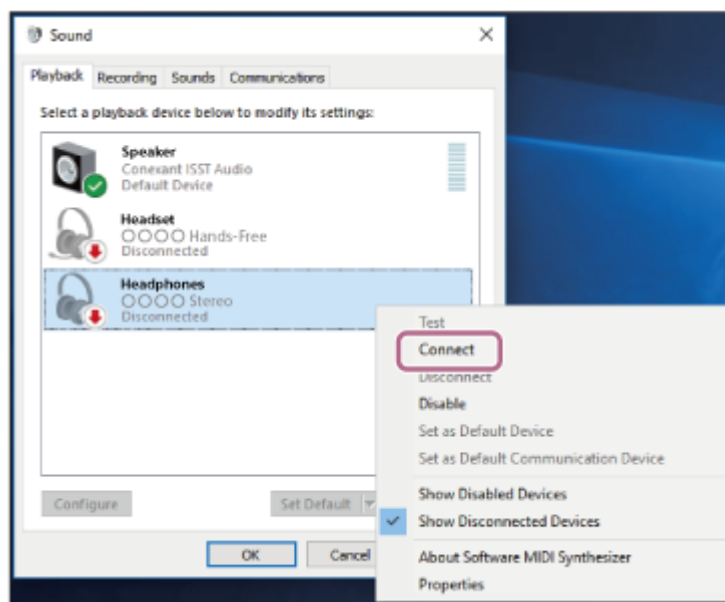 Sound
Playback Recording Sounds Communications
Select a playback device below to modify its settings:
Speaker
Conexant ISST Audio
Default Device
Headset
○○○○ Hands-Free
Disconnected
Headphones
○○○○ Stereo
Disconnected
Test
Connect
Disconnect
Disable
Set as Default Device
Set as Default Communication Device
Show Disabled Devices
Show Disconnected Devices
About Software MIDI Synthesizer
Properties
Configure Set Default
OK Cancel